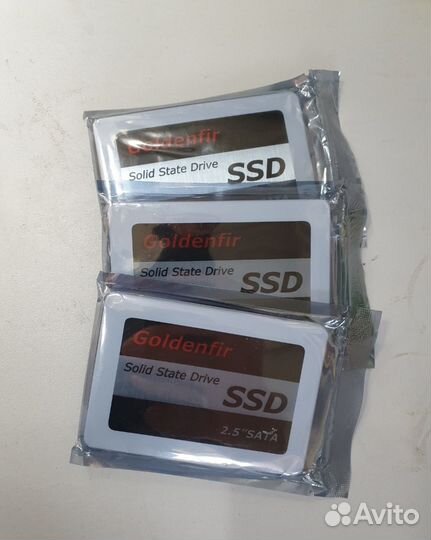 Goldenfir
Solid State Drive
SSD
Goldenfir
Solid State Drive
SSD
Goldenfir
Solid State Drive
SSD
2.5"SATA
Avito